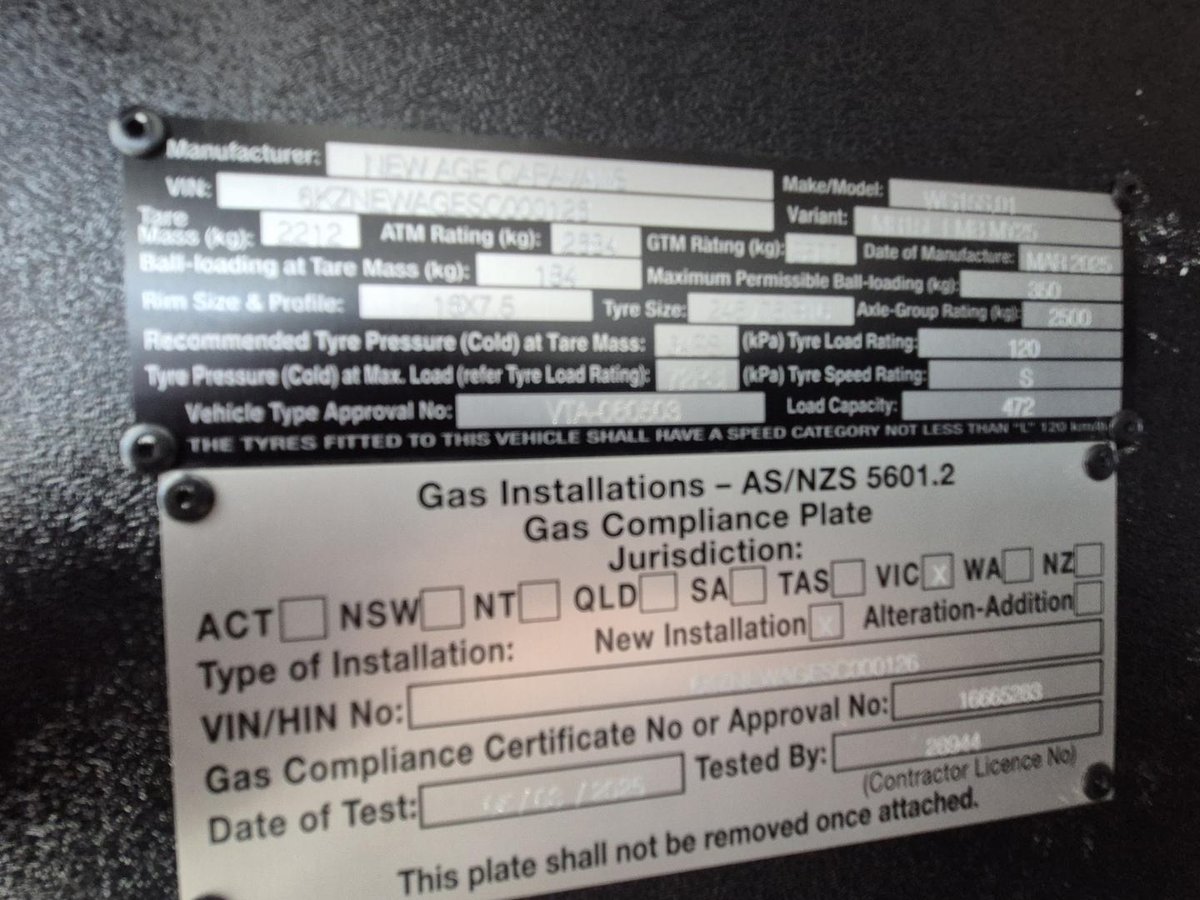 Manufacturer: NEW AGE CARAVANS Make/Model:
VIN: Variant:
Tare Mass (kg): 2212 ATM Rating (kg): GTM Rating (kg): Date of Manufacture: MAR 2025
Ball-loading at Tare Mass (kg): 184 Maximum Permissible Ball-loading (kg): 350
Rim Size & Profile: 16X7.5 Tyre Size: Axle-Group Rating (kg): 2500
Recommended Tyre Pressure (Cold) at Tare Mass: (kPa) Tyre Load Rating: 120
Tyre Pressure (Cold) at Max. Load (refer Tyre Load Rating): (kPa) Tyre Speed Rating: S
Vehicle Type Approval No: Load Capacity: 472
THE TYRES FITTED TO THIS VEHICLE SHALL HAVE A SPEED CATEGORY NOT LESS THAN "L" 120 km/h
Gas Installations – AS/NZS 5601.2
Gas Compliance Plate
Jurisdiction:
ACT NSW NT QLD SA TAS VIC X WA NZ
Type of Installation: New Installation X Alteration-Addition
VIN/HIN No:
Gas Compliance Certificate No or Approval No:
Date of Test: Tested By: 28944
(Contractor Licence No)
This plate shall not be removed once attached.